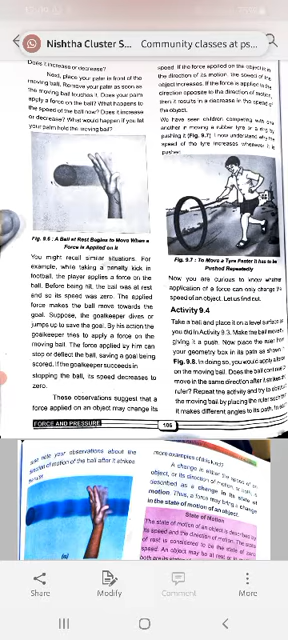 75%
Nishtha Cluster S...
Community classes at ps...
Does it increase or decrease?
Next, place your palm in front of the
moving ball. Remove your palm as soon as
the moving ball touches it. Does your palm
apply a force on the ball? What happens to
the speed of the ball now? Does it increase
or decrease? What would happen if you let
your palm hold the moving ball?
Fig. 9.6 : A Ball at Rest Begins to Move When a
Force is Applied on it
You might recall similar situations. For
example, while taking a penalty kick in
football, the player applies a force on the
ball. Before being hit, the ball was at rest
and so its speed was zero. The applied
force makes the ball move towards the
goal. Suppose, the goalkeeper dives or
jumps up to save the goal. By his action the
goalkeeper tries to apply a force on the
moving ball. The force applied by him can
stop or deflect the ball, saving a goal being
scored. If the goalkeeper succeeds in
stopping the ball, its speed decreases to
zero.
These observations suggest that a
force applied on an object may change its
speed. If the force applied on the object is in
the direction of its motion, the speed of the
object increases. If the force is applied in the
direction opposite to the direction of motion,
then it results in a decrease in the speed of
the object.
We have seen children competing with one
another in moving a rubber tyre or a ring by
pushing it (Fig. 9.7) now understand why the
speed of the tyre increases whenever it is
pushed
Fig. 9.7 : To Move a Tyre Faster it has to be
Pushed Repeatedly
Now you are curious to know whether
application of a force can only change the
speed of an object. Let us find out.
Activity 9.4
Take a ball and place it on a level surface as
you did in Activity 9.3. Make the ball move by
giving it a push. Now place the ruler from
your geometry box in its path as shown
Fig. 9.8. In doing so, you would apply a force
on the moving ball. Does the ball continue to
move in the same direction after it strikes the
ruler? Repeat the activity and try to
the moving ball by placing the ruler such that
it makes different angles to its path.
FORCE AND PRESSURE
105
note your observations about the
of motion of the ball after it strikes
(a)
more examples
A change in either the speed of an
object, or its direction of motion,
described as a change in its state of
motion. Thus, a force may bring a change
in the state of motion of an object.
State of Motion
The state of motion of an object is described by
its speed and the direction of motion. The state
of rest is considered to be the state of zero
speed. An object may be at rest or in
both are states
Share
Modify
Comment
More